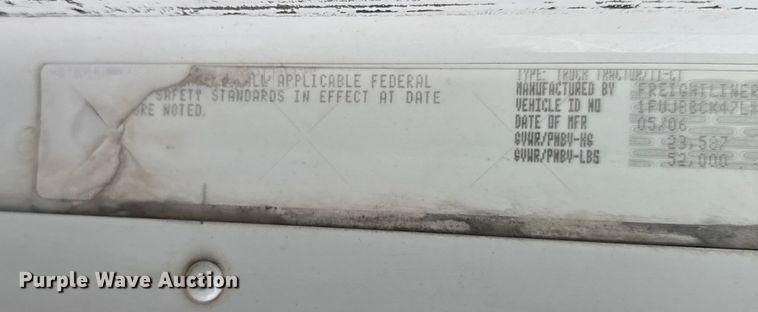 ALL APPLICABLE FEDERAL
SAFETY STANDARDS IN EFFECT AT DATE
NOTED.
TYPE: TRUCK TRACTOR/
MANUFACTURED BY FREIGHTLINER
VEHICLE ID NO
DATE OF MFR 05/06
GVWR/PNBV-KG 23,587
GVWR/PNBV-LBS 52,000
Purple Wave Auction